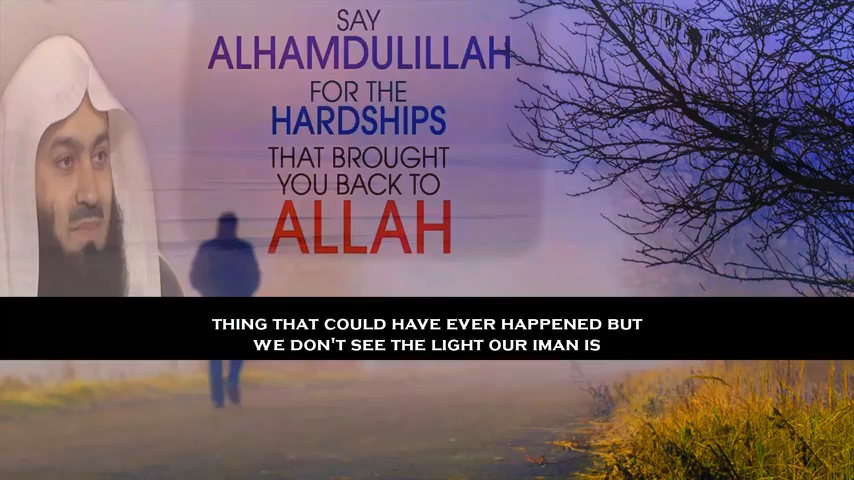 SAY
ALHAMDULILLAH
FOR THE
HARDSHIPS
THAT BROUGHT
YOU BACK TO
ALLAH
THING THAT COULD HAVE EVER HAPPENED BUT
WE DON'T SEE THE LIGHT OUR IMAN IS